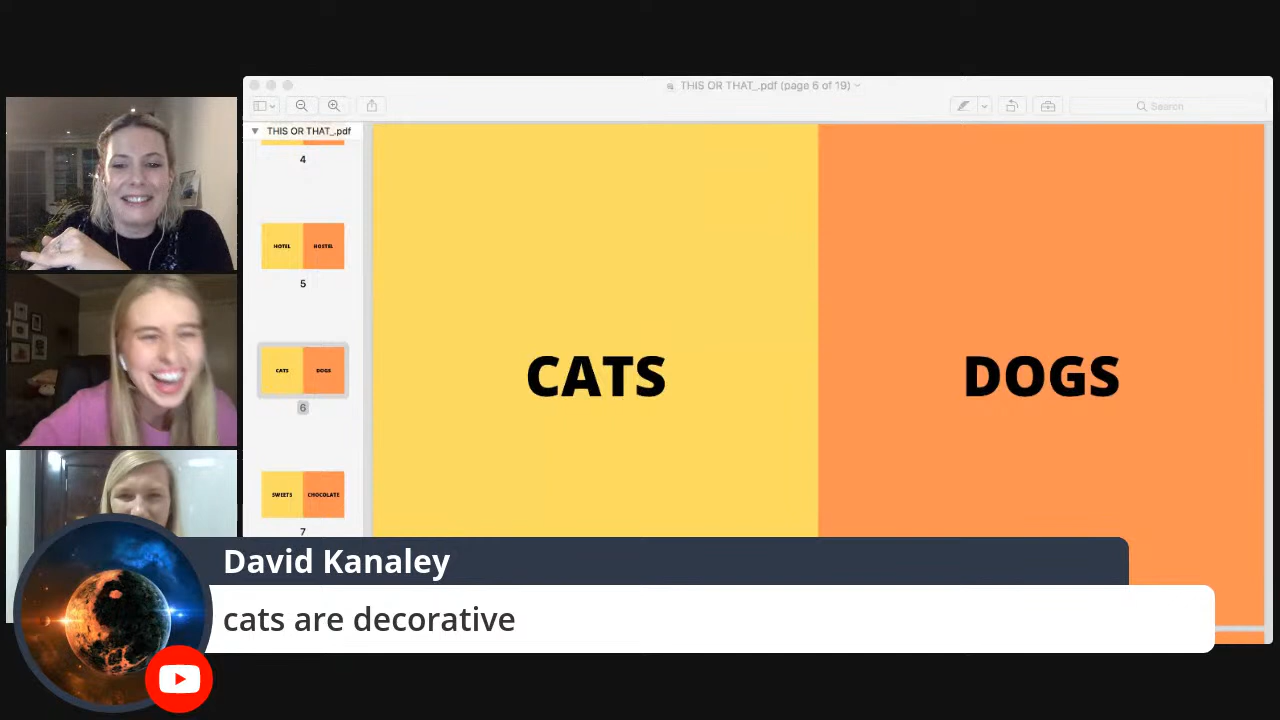 THIS OR THAT_.pdf (page 6 of 19)
Search
THIS OR THAT_.pdf
4
HOTEL HOSTEL
5
CATS DOGS
6
SWEETS CHOCOLATE
7
CATS DOGS
David Kanaley
cats are decorative